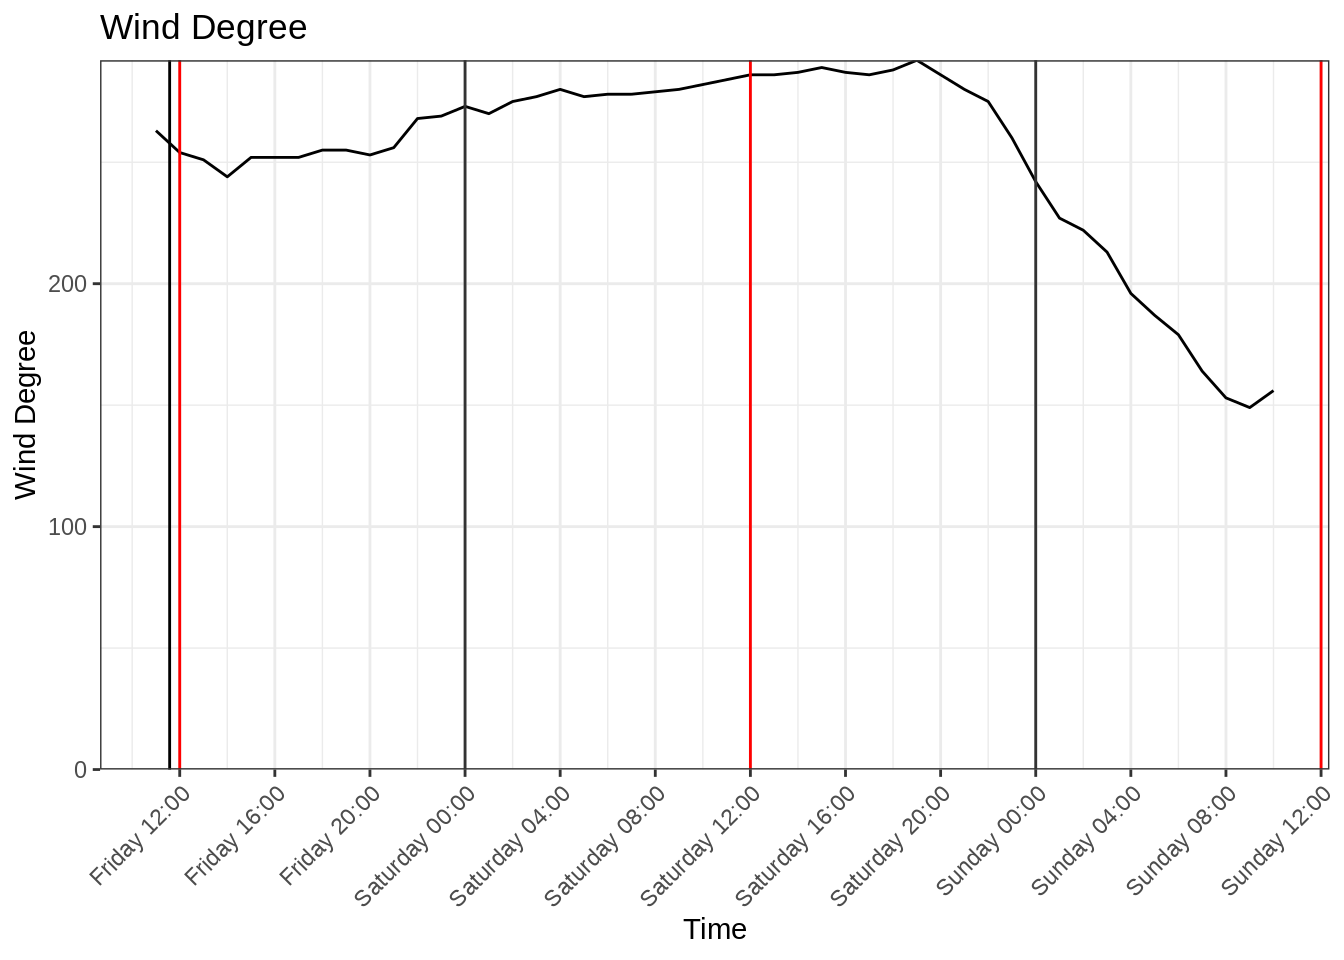 Wind Degree
Wind Degree
200
100
0
Friday 12:00
Friday 16:00
Friday 20:00
Saturday 00:00
Saturday 04:00
Saturday 08:00
Saturday 12:00
Saturday 16:00
Saturday 20:00
Sunday 00:00
Sunday 04:00
Sunday 08:00
Sunday 12:00
Time